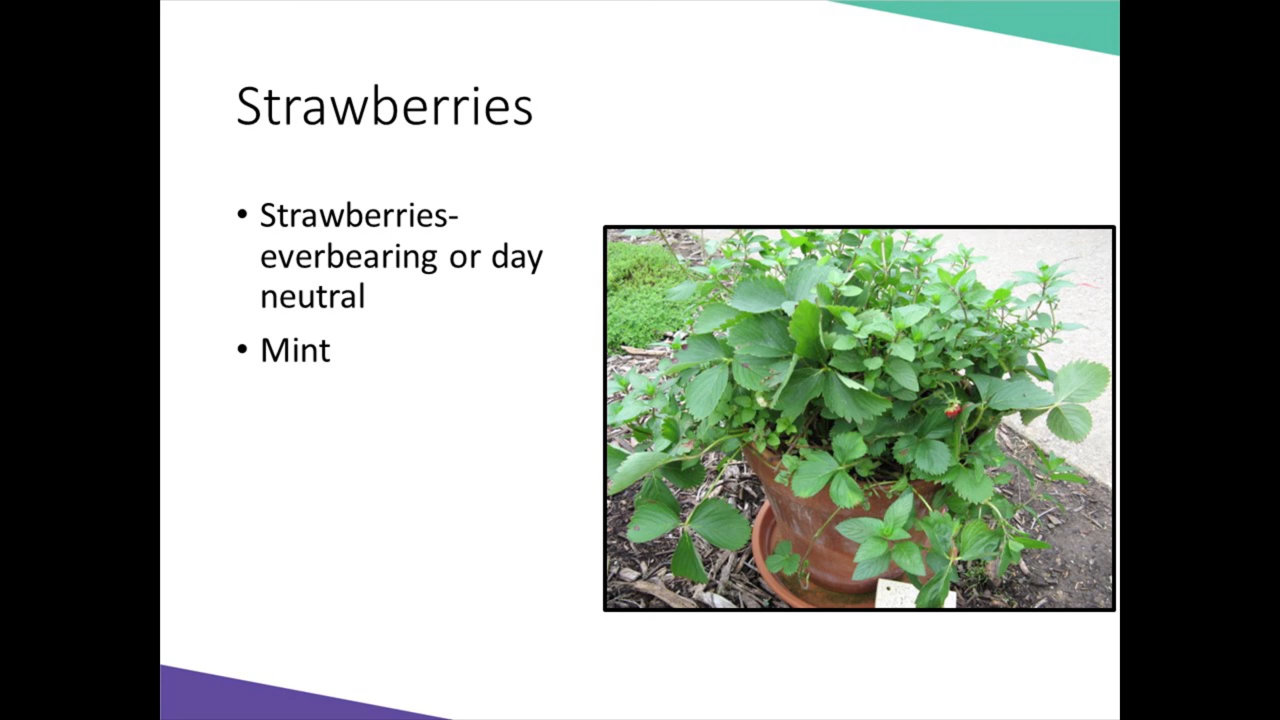 Strawberries
• Strawberries-
everbearing or day
neutral
• Mint